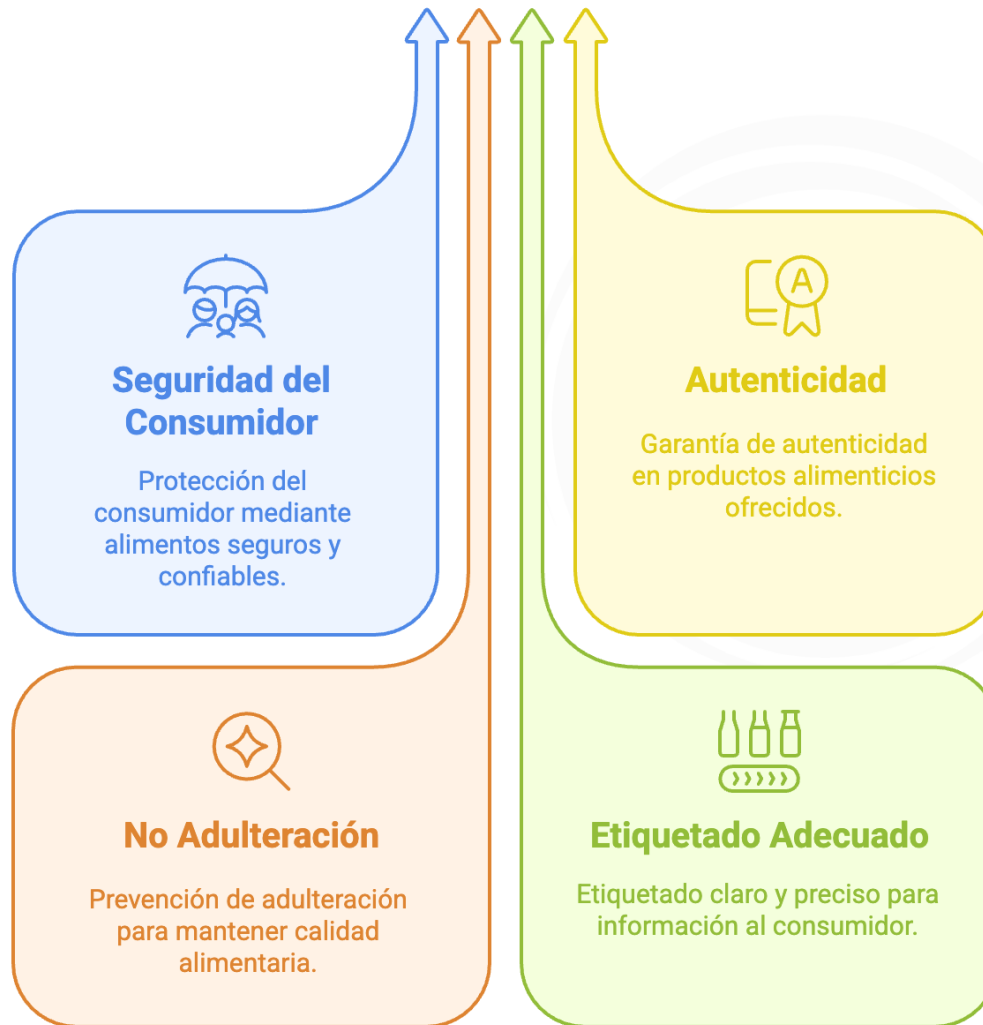 Seguridad del
Consumidor
Protección del
consumidor mediante
alimentos seguros y
confiables.
A
Autenticidad
Garantía de autenticidad
en productos alimenticios
ofrecidos.
No Adulteración
Prevención de adulteración
para mantener calidad
alimentaria.
Etiquetado Adecuado
Etiquetado claro y preciso para
información al consumidor.